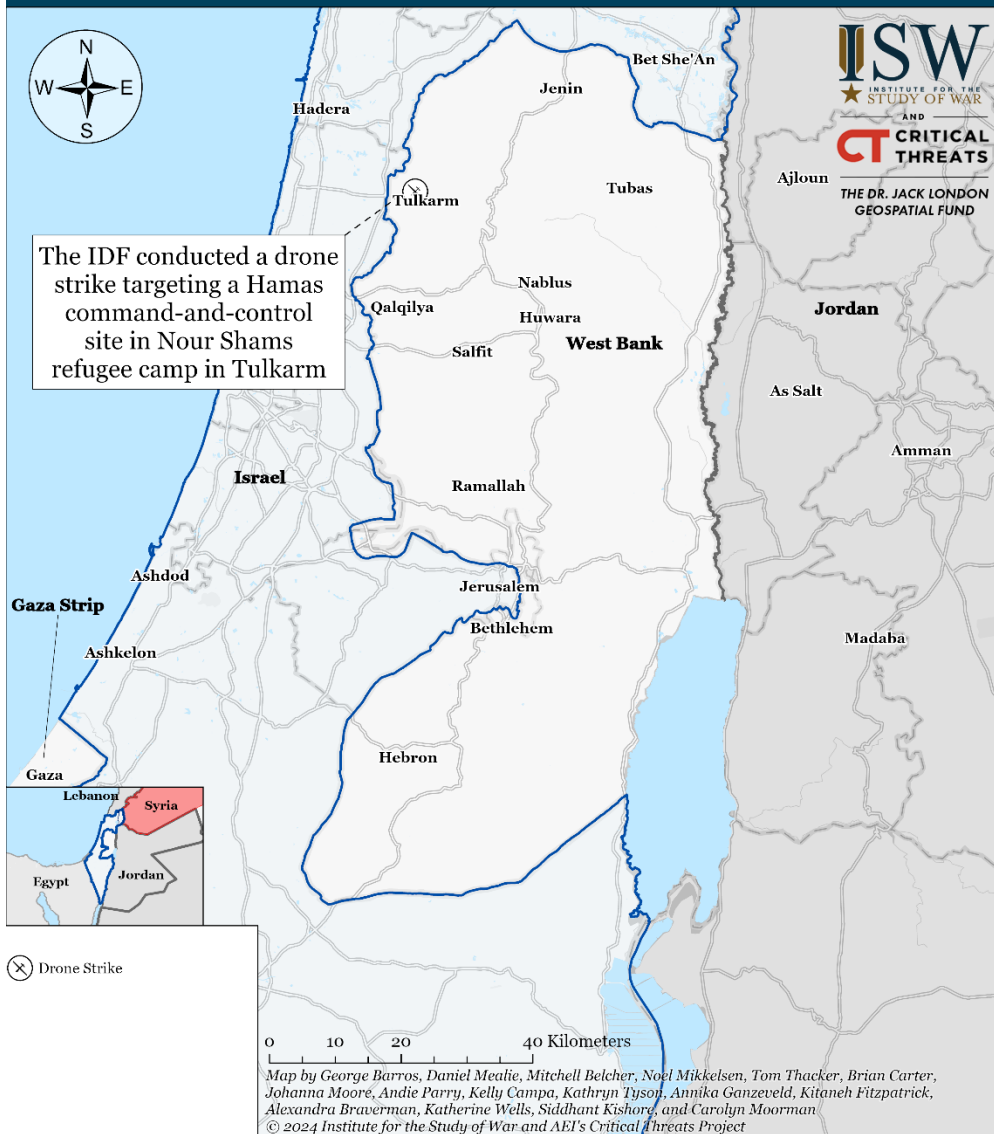 N
W E
S
ISW
INSTITUTE FOR THE
STUDY OF WAR
AND
CT CRITICAL
THREATS
THE DR. JACK LONDON
GEOSPATIAL FUND
Bet She'An
Jenin
Hadera
Ajloun
Tubas
Tulkarm
The IDF conducted a drone
strike targeting a Hamas
command-and-control
site in Nour Shams
refugee camp in Tulkarm
Nablus
Qalqilya
Huwara
Jordan
West Bank
Salfit
As Salt
Amman
Israel
Ramallah
Ashdod
Jerusalem
Gaza Strip
Bethlehem
Madaba
Ashkelon
Hebron
Gaza
Lebanon
Syria
Egypt
Jordan
Drone Strike
0 10 20 40 Kilometers
Map by George Barros, Daniel Mealie, Mitchell Belcher, Noel Mikkelsen, Tom Thacker, Brian Carter,
Johanna Moore, Andie Parry, Kelly Campa, Kathryn Tyson, Annika Ganzeveld, Kitaneh Fitzpatrick,
Alexandra Braverman, Katherine Wells, Siddhant Kishore, and Carolyn Moorman
© 2024 Institute for the Study of War and AEI's Critical Threats Project